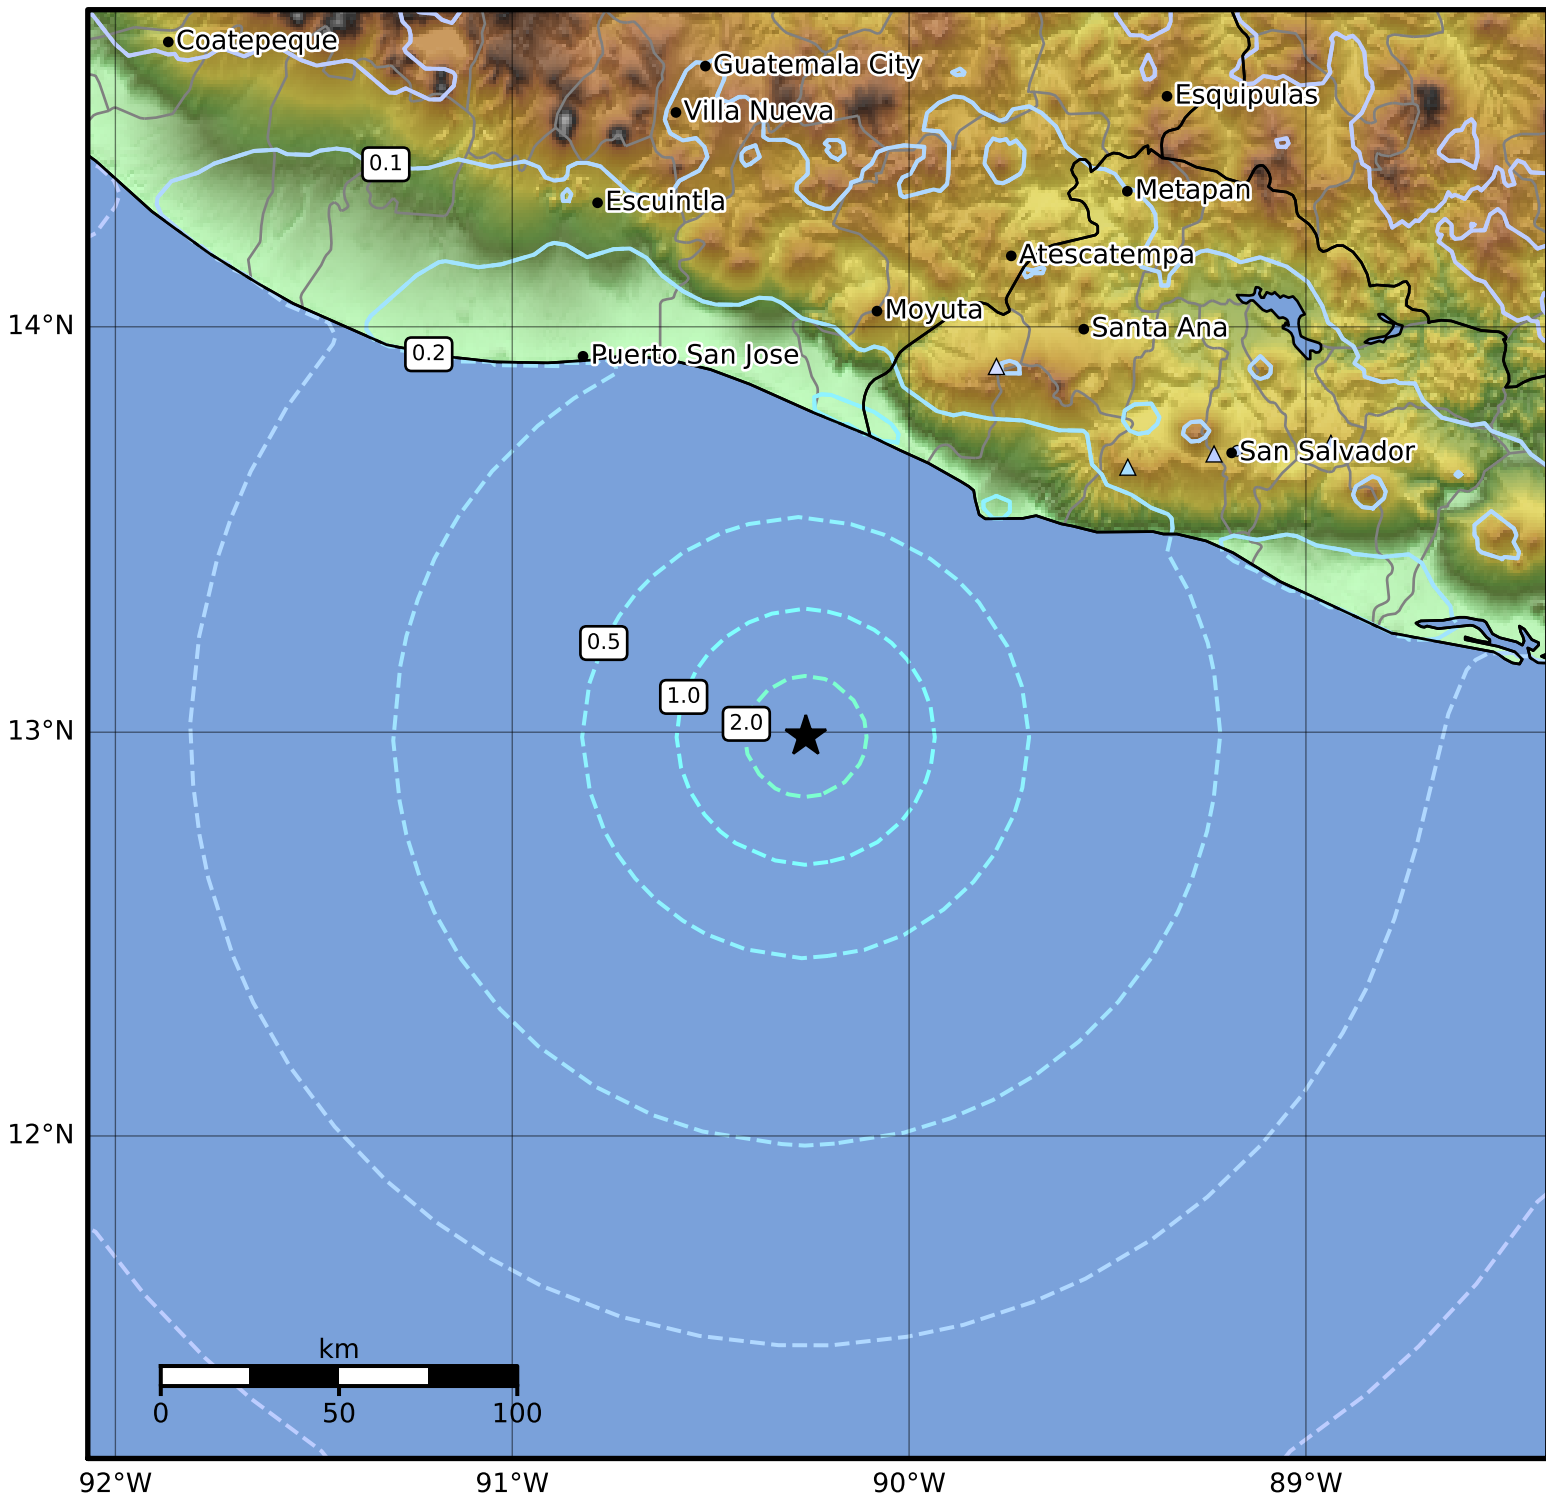 Coatepeque
Guatemala City
Esquipulas
Villa Nueva
0.1
Metapan
Escuintla
Atescatempa
Moyuta
14°N
Santa Ana
0.2
Puerto San Jose
San Salvador
0.5
1.0
2.0
13°N
12°N
km
0 50 100
92°W 91°W 90°W 89°W